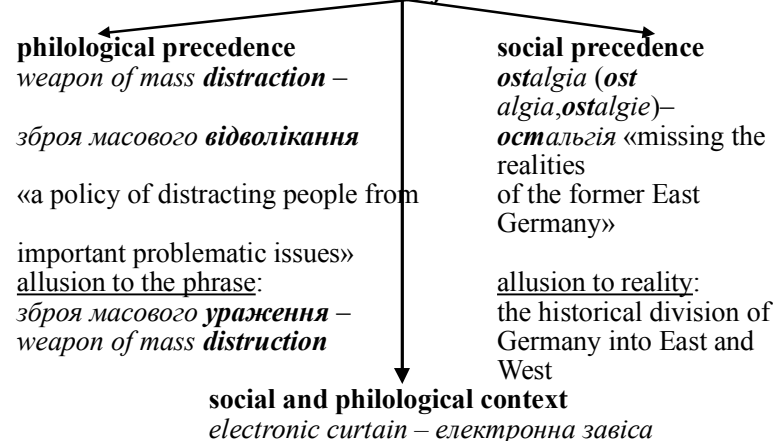 philological precedence
weapon of mass distraction –
зброя масового відволікання
«a policy of distracting people from
important problematic issues»
allusion to the phrase:
зброя масового ураження –
weapon of mass distruction
social precedence
ostalgia (ost
algia,ostalgie)–
остальгія «missing the
realities
of the former East
Germany»
allusion to reality:
the historical division of
Germany into East and
West
social and philological context
electronic curtain – електронна завіса